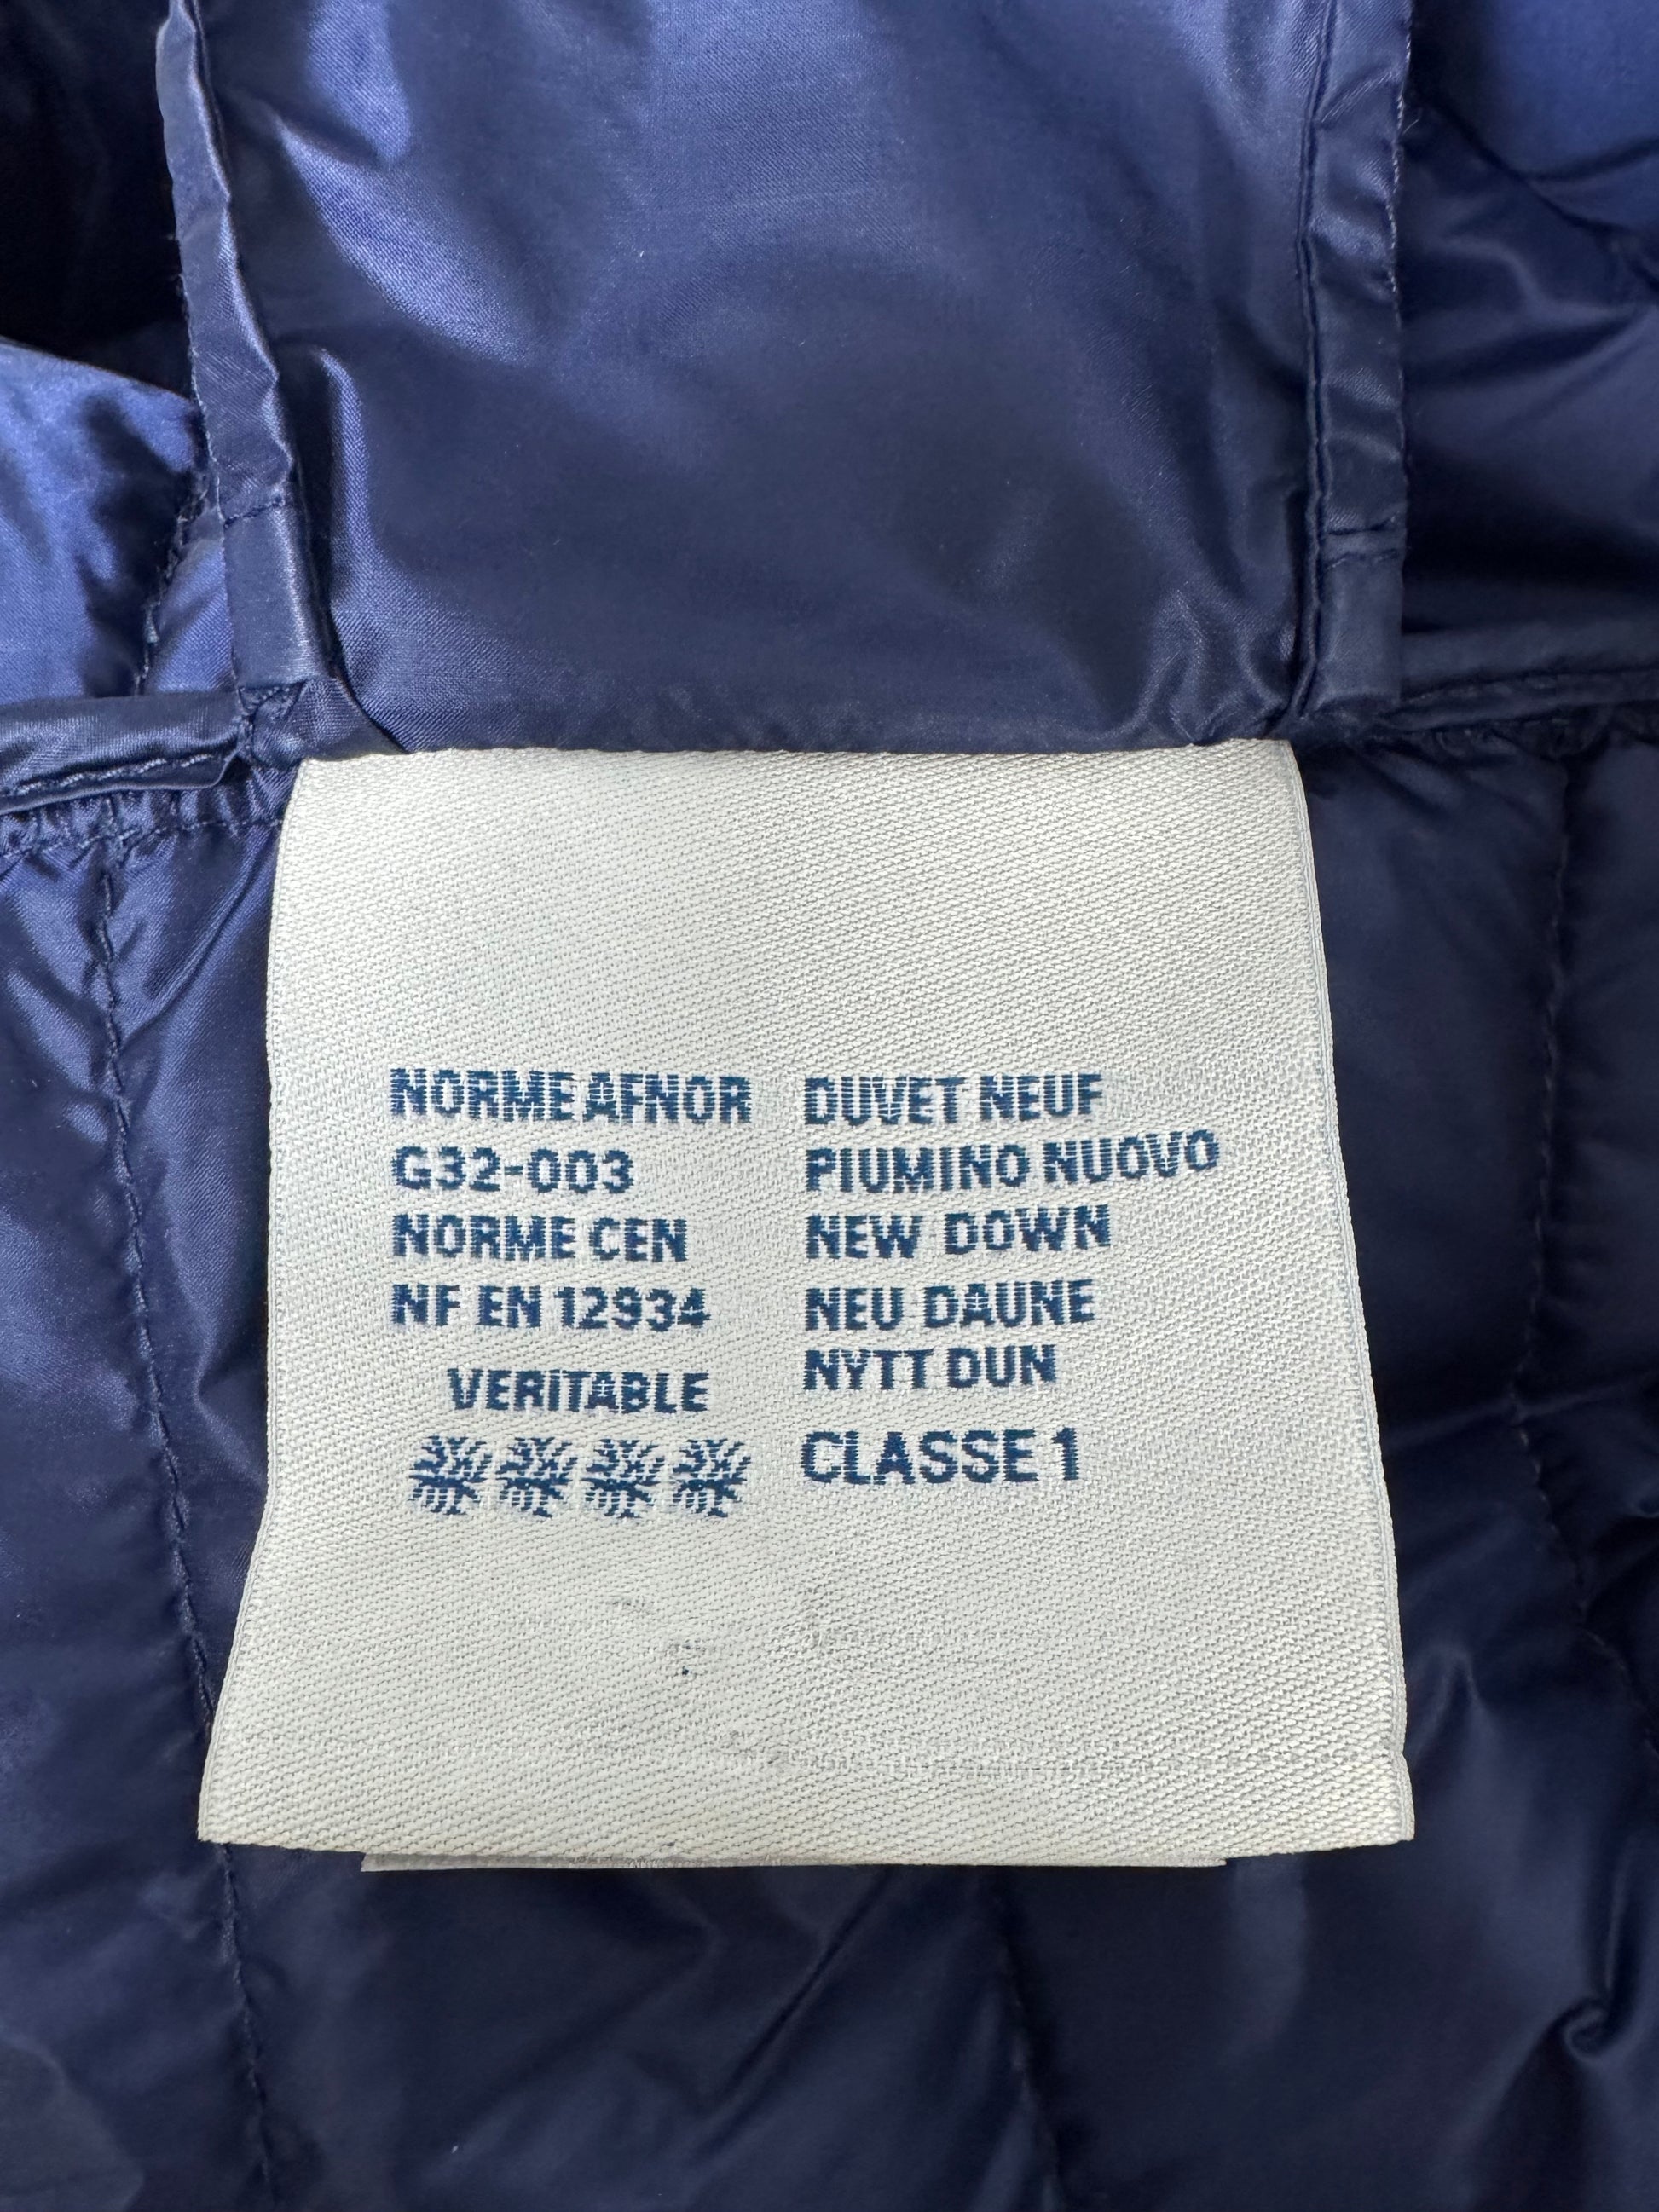 NORME AFNOR
G32-003
NORME CEN
NF EN 12934
VERITABLE
DUVET NEUF
PIUMINO NUOVO
NEW DOWN
NEU DAUNE
NYTT DUN
CLASSE 1